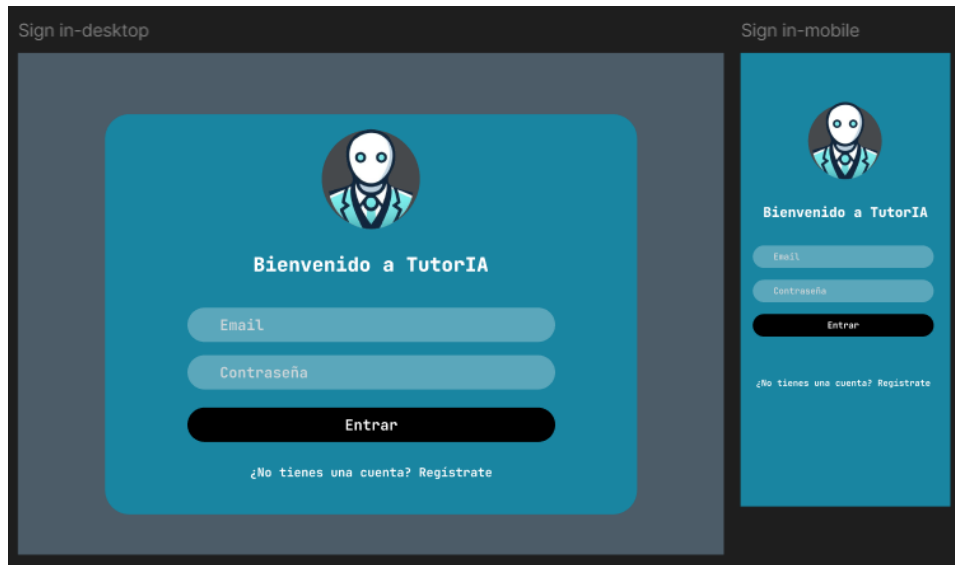 Sign in-desktop
Bienvenido a TutorIA
Email
Contraseña
Entrar
¿No tienes una cuenta? Registrate
Sign in-mobile
Bienvenido a TutorIA
Email
Contraseña
Entrar
¿No tienes una cuenta? Registrate